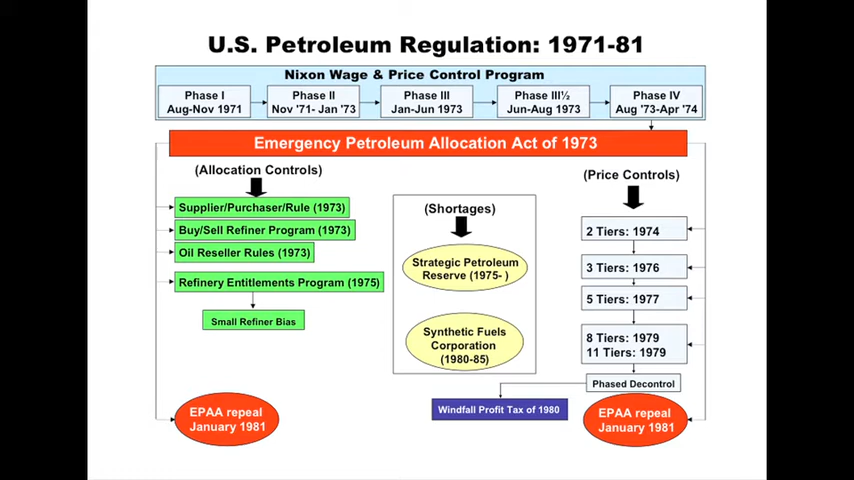 U.S. Petroleum Regulation: 1971-81
Nixon Wage & Price Control Program
Phase I
Aug-Nov 1971
Phase II
Nov '71- Jan '73
Phase III
Jan-Jun 1973
Phase III½
Jun-Aug 1973
Phase IV
Aug '73-Apr '74
Emergency Petroleum Allocation Act of 1973
(Allocation Controls)
Supplier/Purchaser/Rule (1973)
Buy/Sell Refiner Program (1973)
Oil Reseller Rules (1973)
Refinery Entitlements Program (1975)
Small Refiner Bias
EPAA repeal
January 1981
(Shortages)
Strategic Petroleum
Reserve (1975- )
Synthetic Fuels
Corporation
(1980-85)
(Price Controls)
2 Tiers: 1974
3 Tiers: 1976
5 Tiers: 1977
8 Tiers: 1979
11 Tiers: 1979
Phased Decontrol
Windfall Profit Tax of 1980
EPAA repeal
January 1981